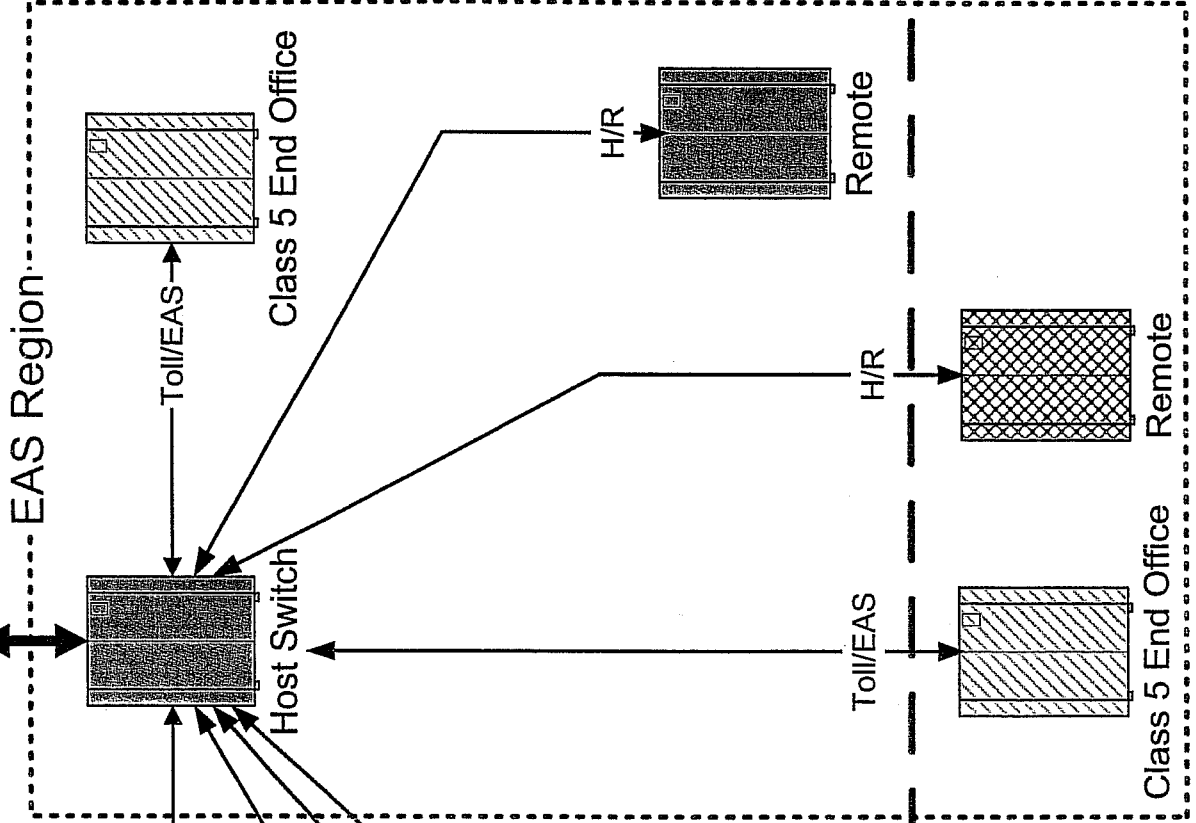 EAS Region
Toll/EAS
Class 5 End Office
Host Switch
H/R
Remote
H/R
Toll/EAS
Remote
Class 5 End Office